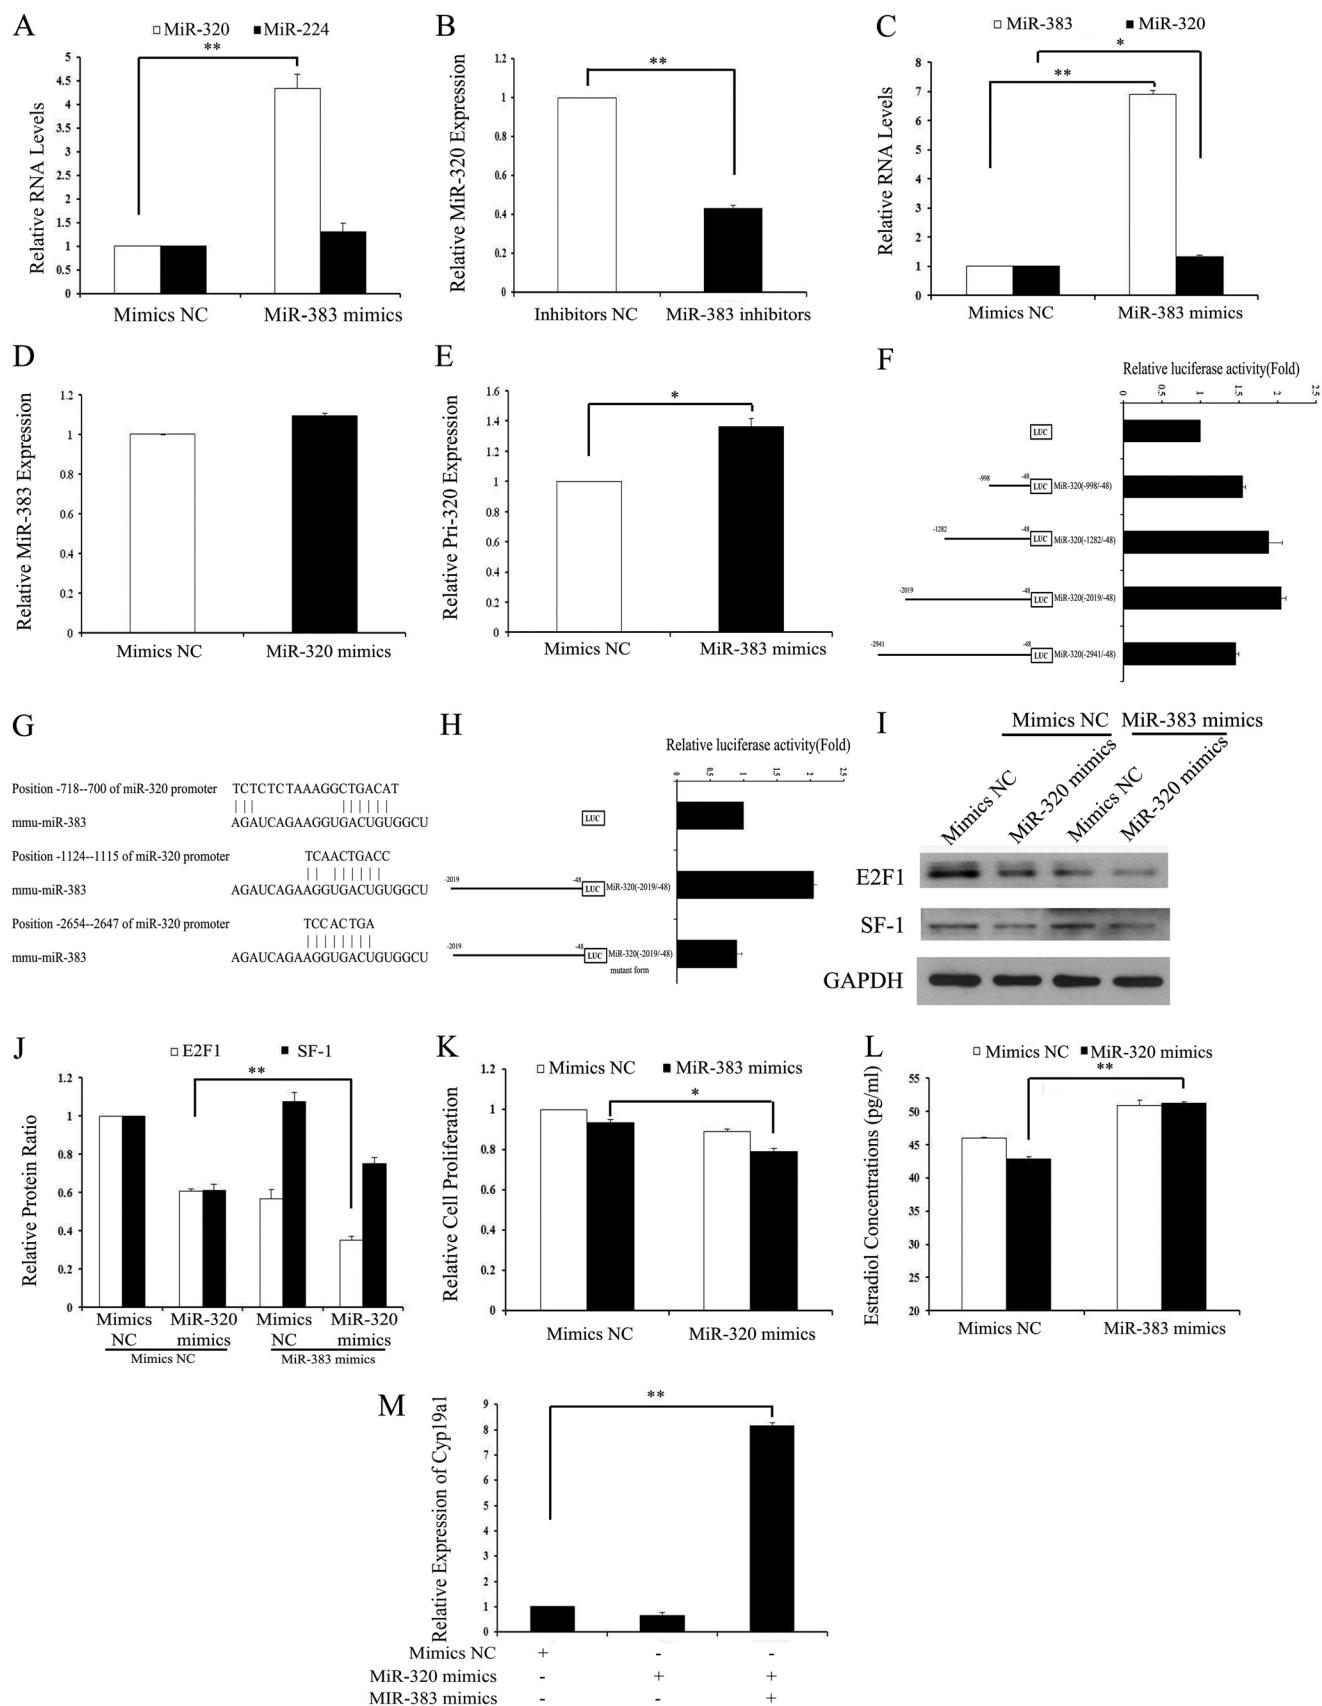 A
MiR-320 MiR-224
**
Relative RNA Levels
5
4.5
4
3.5
3
2.5
2
1.5
1
0.5
0
Mimics NC MiR-383 mimics
B
**
Relative MiR-320 Expression
1.2
1
0.8
0.6
0.4
0.2
0
Inhibitors NC MiR-383 inhibitors
C
MiR-383 MiR-320
*
**
Relative RNA Levels
8
7
6
5
4
3
2
1
0
Mimics NC MiR-383 mimics
D
Relative MiR-383 Expression
1.2
1
0.8
0.6
0.4
0.2
0
Mimics NC MiR-320 mimics
E
*
Relative Pri-320 Expression
1.6
1.4
1.2
1
0.8
0.6
0.4
0.2
0
Mimics NC MiR-383 mimics
F
Relative luciferase activity(Fold)
0 0.5 1 1.5 2 2.5
LUC
-998 -48 LUC MiR-320(-998/-48)
-1282 -48 LUC MiR-320(-1282/-48)
-2019 -48 LUC MiR-320(-2019/-48)
-2941 -48 LUC MiR-320(-2941/-48)
G
Position -718--700 of miR-320 promoter TCTCTCTAAAGGCTGACAT
mmu-miR-383 AGAUCAGAAGGUGACUGUGGCU
Position -1124--1115 of miR-320 promoter TCAACTGACC
mmu-miR-383 AGAUCAGAAGGUGACUGUGGCU
Position -2654--2647 of miR-320 promoter TCCACTGA
mmu-miR-383 AGAUCAGAAGGUGACUGUGGCU
H
Relative luciferase activity(Fold)
0 0.5 1 1.5 2 2.5
LUC
-2019 -48 LUC MiR-320(-2019/-48)
-2019 -48 LUC MiR-320(-2019/-48)
mutant form
I
Mimics NC MiR-383 mimics
Mimics NC MiR-320 mimics Mimics NC MiR-320 mimics
E2F1
SF-1
GAPDH
J
E2F1 SF-1
**
Relative Protein Ratio
1.2
1
0.8
0.6
0.4
0.2
0
Mimics MiR-320 Mimics MiR-320
NC mimics NC mimics
Mimics NC MiR-383 mimics
K
Mimics NC MiR-383 mimics
*
Relative Cell Proliferation
1.2
1
0.8
0.6
0.4
0.2
0
Mimics NC MiR-320 mimics
L
Mimics NC MiR-320 mimics
**
Estradiol Concentrations (pg/ml)
55
50
45
40
35
30
25
20
Mimics NC MiR-383 mimics
M
**
Relative Expression of Cyp19a1
9
8
7
6
5
4
3
2
1
0
Mimics NC + - -
MiR-320 mimics - + +
MIR-383 mimics - - +